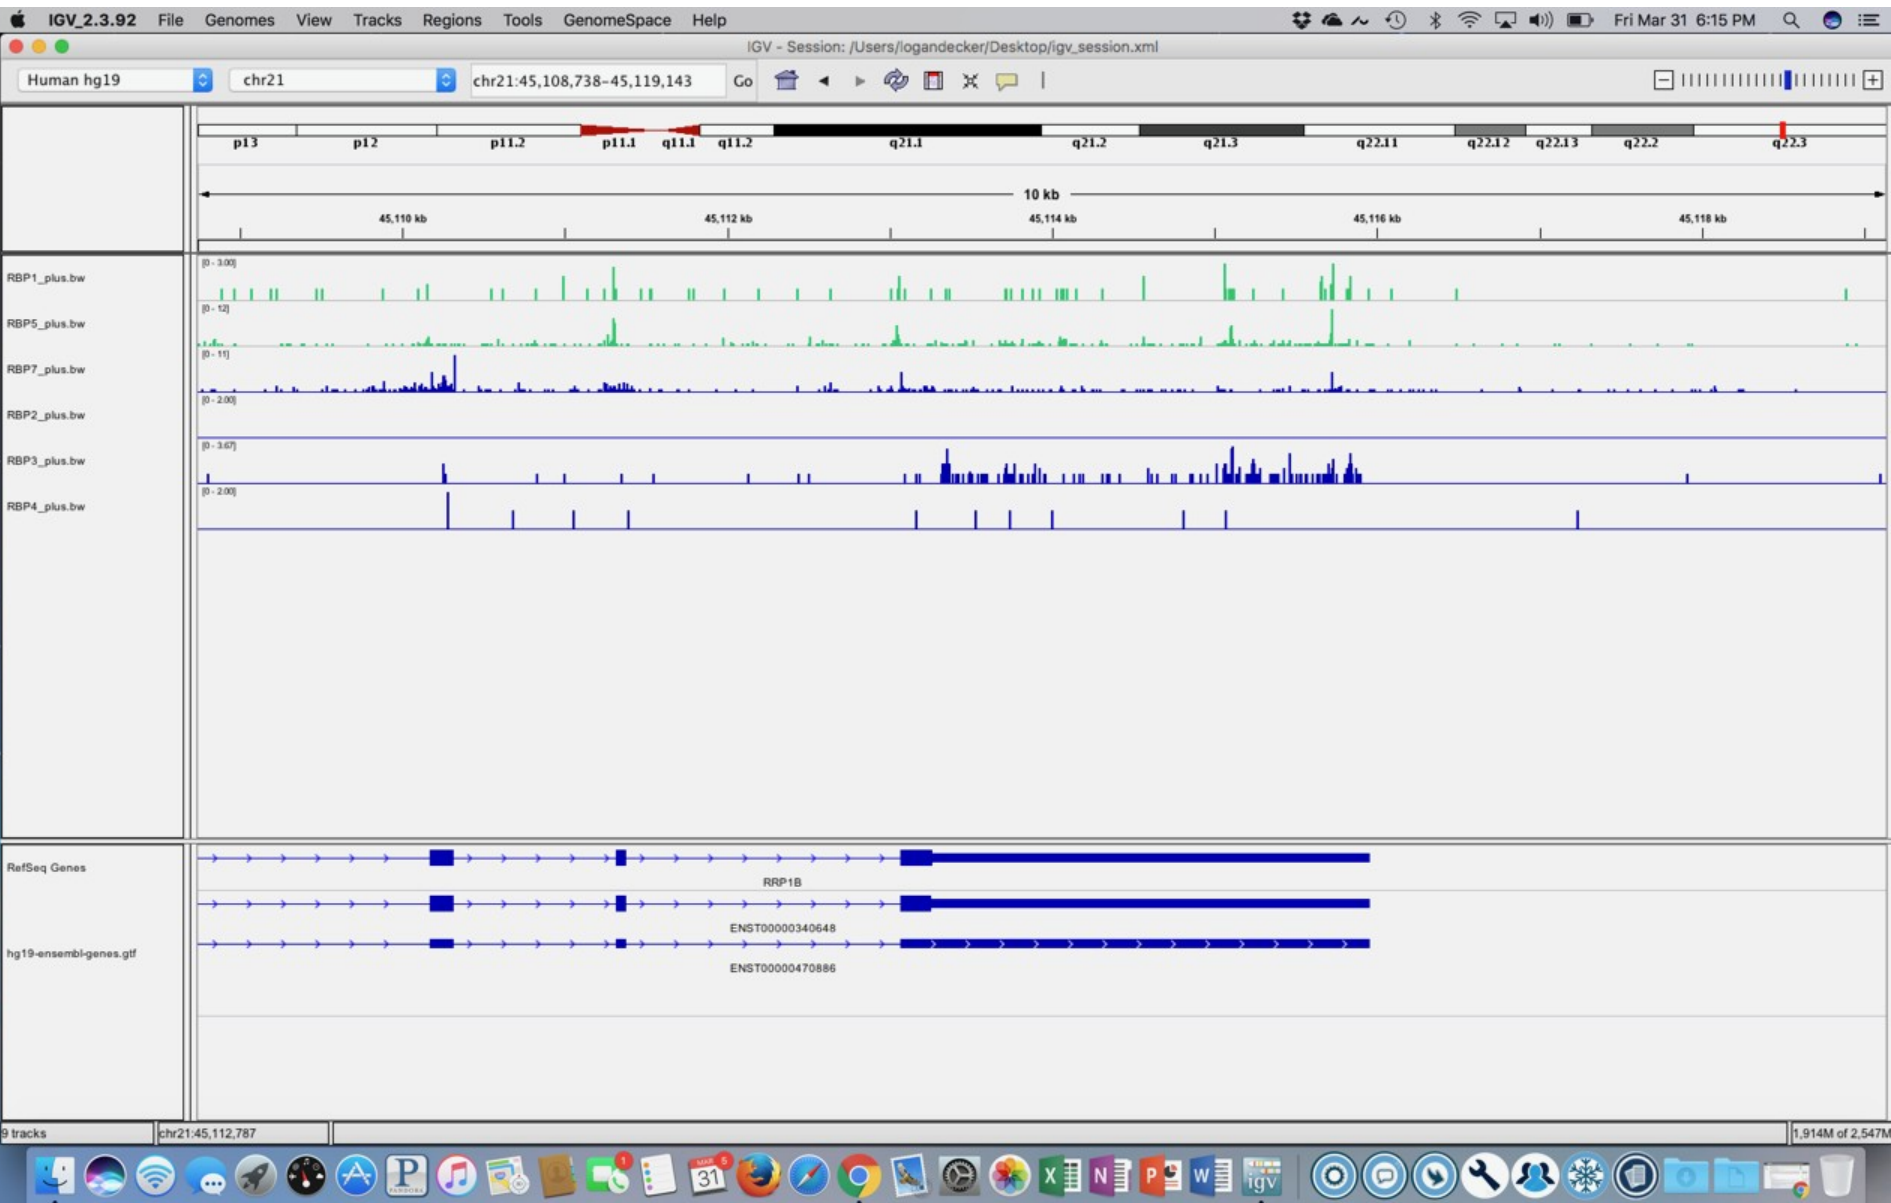 IGV_2.3.92 File Genomes View Tracks Regions Tools GenomeSpace Help Fri Mar 31 6:15 PM
IGV - Session: /Users/logandecker/Desktop/igv_session.xml
Human hg19 chr21 chr21:45,108,738-45,119,143 Go
p13 p12 p11.2 p11.1 q11.1 q11.2 q21.1 q21.2 q21.3 q22.11 q22.12 q22.13 q22.2 q22.3
10 kb
45,110 kb 45,112 kb 45,114 kb 45,116 kb 45,118 kb
[0 - 3.00]
RBP1_plus.bw
[0 - 12]
RBP5_plus.bw
[0 - 11]
RBP7_plus.bw
[0 - 2.00]
RBP2_plus.bw
[0 - 3.67]
RBP3_plus.bw
[0 - 2.00]
RBP4_plus.bw
RefSeq Genes
RRP1B
ENST00000340648
hg19-ensembl-genes.gtf
ENST00000470886
9 tracks chr21:45,112,787 1,914M of 2,547M
1 MAR 5
P 31 X N P W
PANDORA igv